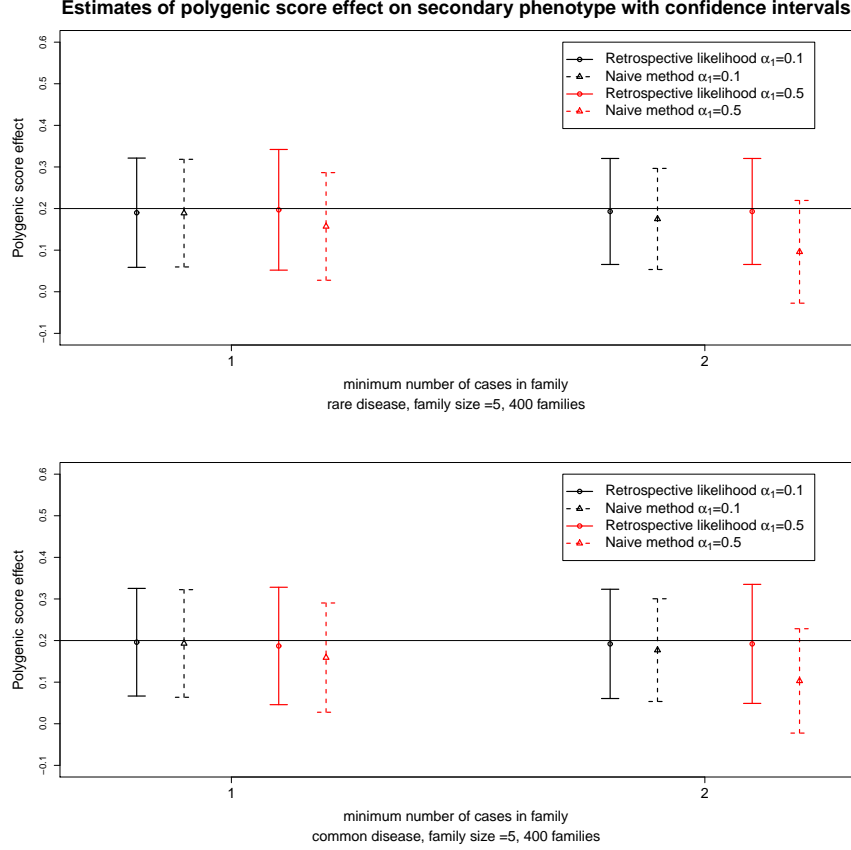 Estimates of polygenic score effect on secondary phenotype with confidence intervals
Polygenic score effect
0.6
0.5
0.4
0.3
0.2
0.1
0.0
−0.1
Retrospective likelihood α₁=0.1
Naive method α₁=0.1
Retrospective likelihood α₁=0.5
Naive method α₁=0.5
1
2
minimum number of cases in family
rare disease, family size =5, 400 families
Polygenic score effect
0.6
0.5
0.4
0.3
0.2
0.1
0.0
−0.1
Retrospective likelihood α₁=0.1
Naive method α₁=0.1
Retrospective likelihood α₁=0.5
Naive method α₁=0.5
1
2
minimum number of cases in family
common disease, family size =5, 400 families